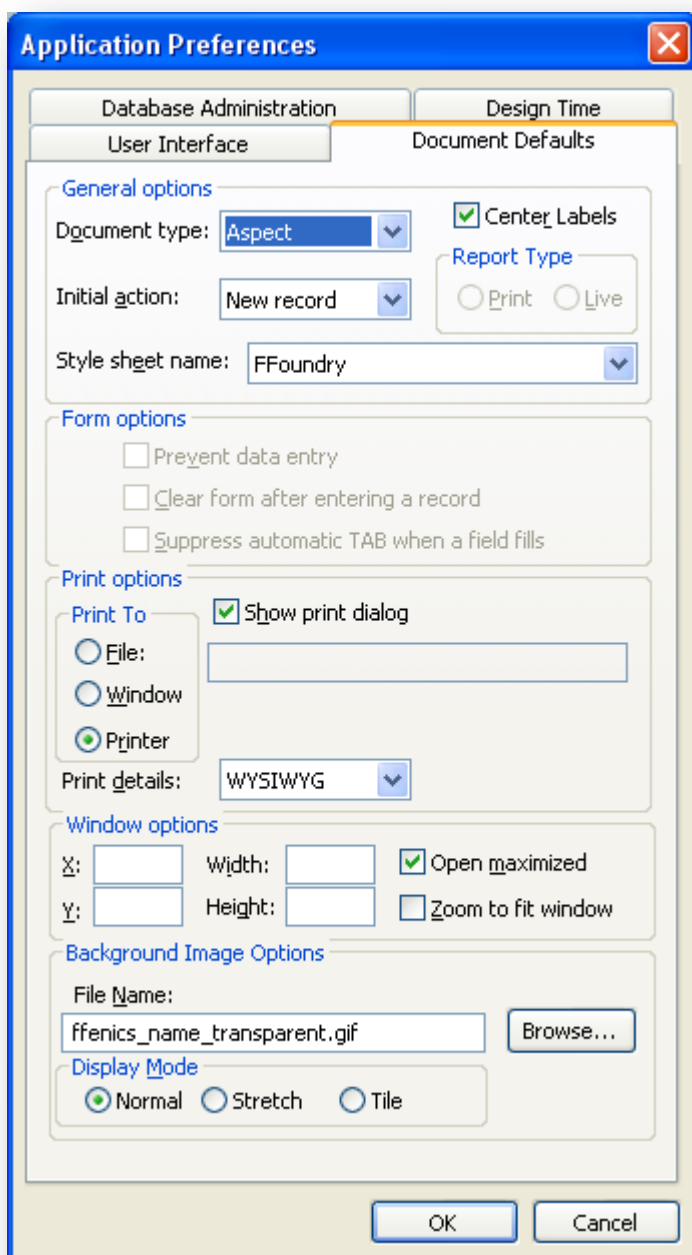 Application Preferences
Database Administration Design Time
User Interface Document Defaults
General options
Document type: Aspect Center Labels
Report Type
Initial action: New record Print Live
Style sheet name: FFoundry
Form options
Prevent data entry
Clear form after entering a record
Suppress automatic TAB when a field fills
Print options
Print To Show print dialog
File:
Window
Printer
Print details: WYSIWYG
Window options
X: Width: Open maximized
Y: Height: Zoom to fit window
Background Image Options
File Name:
ffenics_name_transparent.gif Browse...
Display Mode
Normal Stretch Tile
OK Cancel